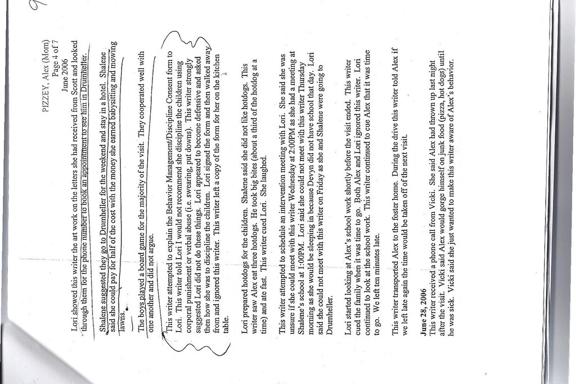 PIZZEY, Alex (Mom)
Page 4 of 7
June 2006
Lori showed this writer the art work on the letters she had received from Scott and looked
through them for the phone number to book an appointment to see him in Drumheller.
Shalene suggested they go to Drumheller for the weekend and stay in a hotel. Shalene
said she could pay for half of the cost with the money she earned babysitting and mowing
lawns.
The boys played a board game for the majority of the visit. They cooperated well with
one another and did not argue.
This writer attempted to explain the Behavior Management/Discipline Consent form to
Lori. This writer told Lori I would not recommend she discipline the children using
corporal punishment or verbal abuse (i.e. swearing, put downs). This writer strongly
suggested Lori did not do these things. Lori appeared to become defensive and asked
then how she was to discipline the children. Lori signed the form and then walked away
from and ignored this writer. This writer left a copy of the form for her on the kitchen
table.
Lori prepared hotdogs for the children. Shalene said she did not like hotdogs. This
writer saw Alex eat three hotdogs. He took big bites (about a third of the hotdog at a
time) and ate fast. This writer cued Lori. She laughed.
This writer attempted to schedule an intervention meeting with Lori. She said she was
unsure if she could meet with this writer Wednesday at 2:00PM as she had a meeting at
Shalene's school at 1:00PM. Lori said she could not meet with this writer Thursday
morning as she would be sleeping in because Devyn did not have school that day. Lori
said she could not meet with this writer on Friday as she and Shalene were going to
Drumheller.
Lori started looking at Alex's school work shortly before the visit ended. This writer
cued the family when it was time to go. Both Alex and Lori ignored this writer. Lori
continued to look at the school work. This writer continued to cue Alex that it was time
to go. We left ten minutes late.
This writer transported Alex to the foster home. During the drive this writer told Alex if
we left late again the time would be taken off of the next visit.
June 28, 2006
This writer received a phone call from Vicki. She said Alex had thrown up last night
after the visit. Vicki said Alex would gorge himself on junk food (pizza, hot dogs) until
he was sick. Vicki said she just wanted to make this writer aware of Alex's behavior.